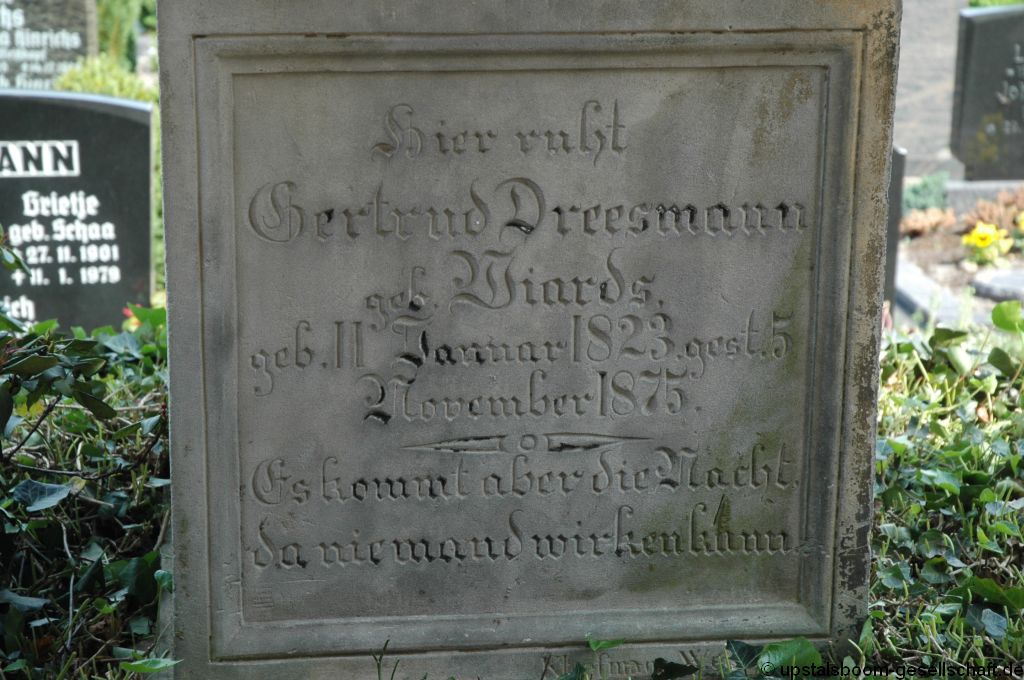 Hinrichs
ANN
Grietje
geb. Schaa
27. 11. 1901
11. 1. 1979
Hier ruht
Gertrud Dreesmann
geb. Wiards,
geb. 11 Januar 1823, gest. 5
November 1875.
Es kommt aber die Nacht,
da niemand wirken kann
© upstalsboom-gesellschaft.de